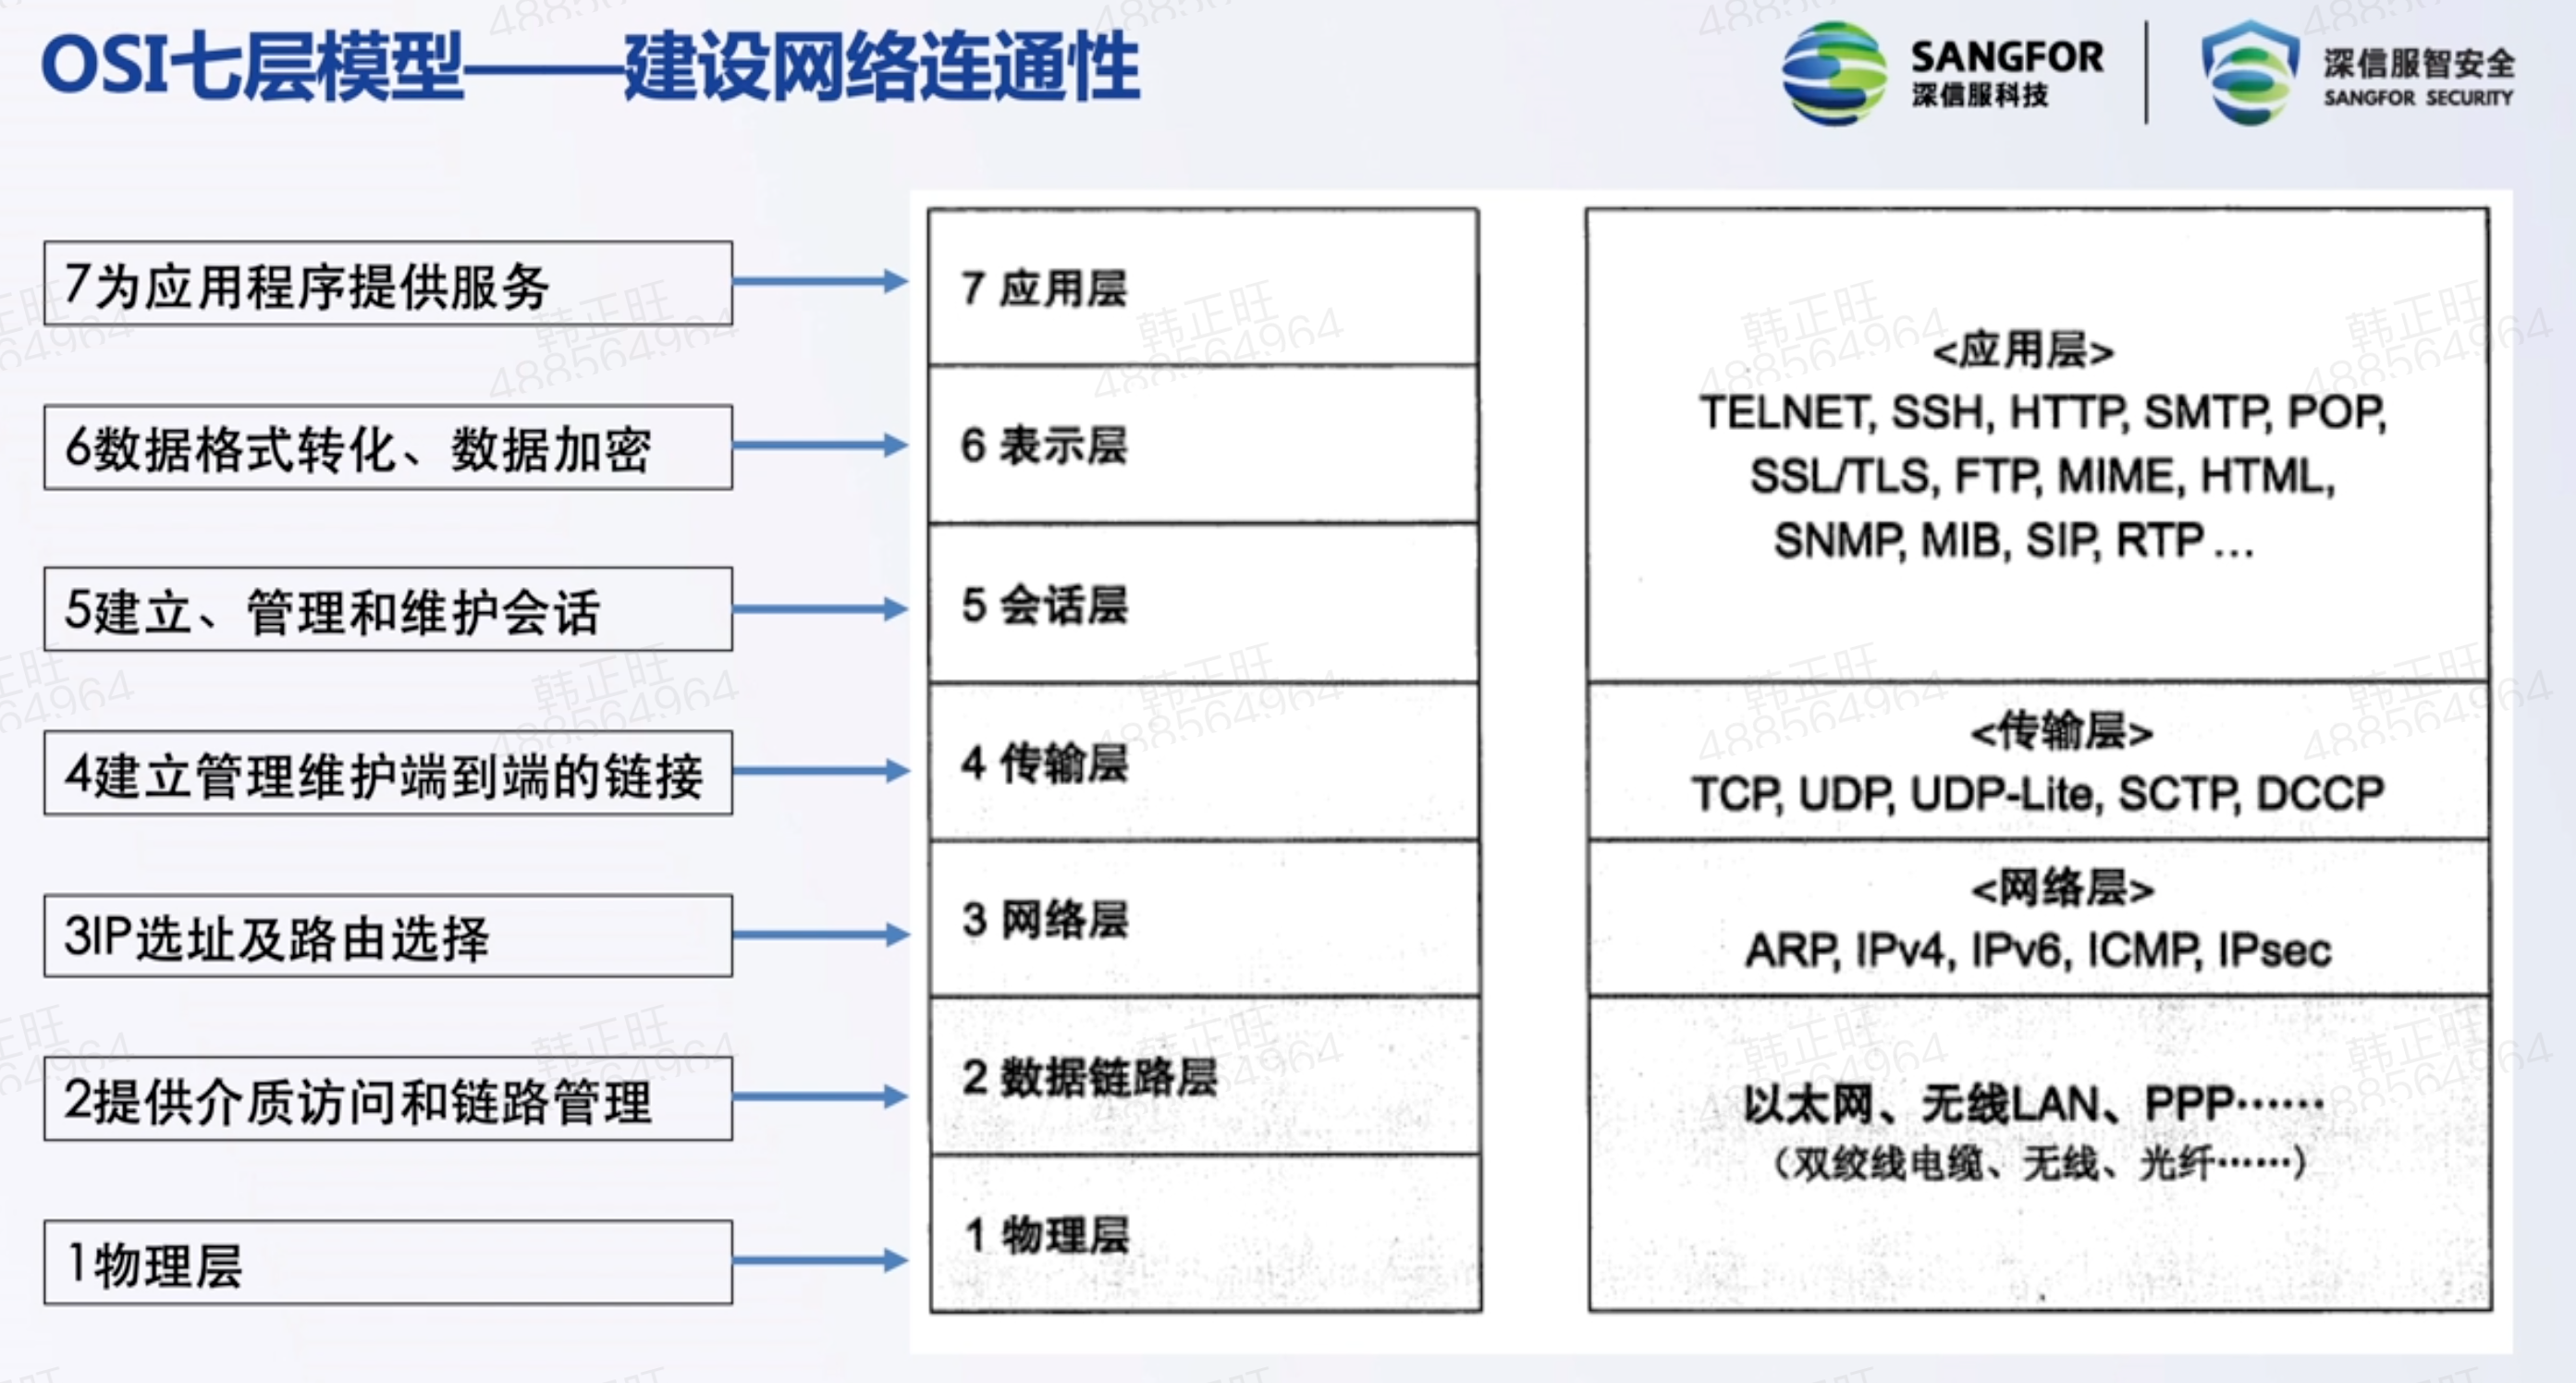 OSI七层模型——建设网络连通性
SANGFOR
深信服科技
深信服智安全
SANGFOR SECURITY
7为应用程序提供服务
6数据格式转化、数据加密
5建立、管理和维护会话
4建立管理维护端到端的链接
3IP选址及路由选择
2提供介质访问和链路管理
1物理层
7 应用层
6 表示层
5 会话层
4 传输层
3 网络层
2 数据链路层
1 物理层
<应用层>
TELNET, SSH, HTTP, SMTP, POP,
SSL/TLS, FTP, MIME, HTML,
SNMP, MIB, SIP, RTP ...
<传输层>
TCP, UDP, UDP-Lite, SCTP, DCCP
<网络层>
ARP, IPv4, IPv6, ICMP, IPsec
以太网、无线LAN、PPP······
（双绞线电缆、无线、光纤······）
韩正旺
488564964